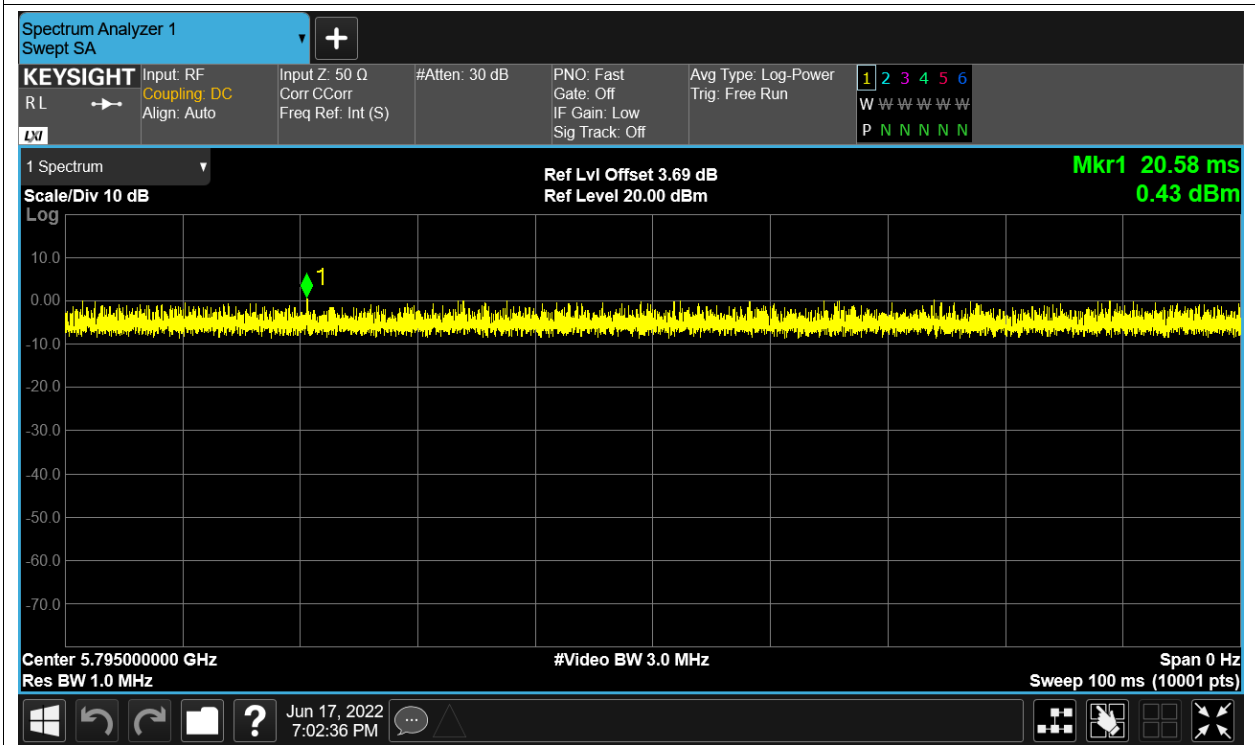 Spectrum Analyzer 1
Swept SA
KEYSIGHT
RL
LXI
Input: RF
Coupling: DC
Align: Auto
Input Z: 50 Ω
Corr CCorr
Freq Ref: Int (S)
#Atten: 30 dB
PNO: Fast
Gate: Off
IF Gain: Low
Sig Track: Off
Avg Type: Log-Power
Trig: Free Run
1 2 3 4 5 6
W W W W W W
P N N N N N
1 Spectrum
Scale/Div 10 dB
Ref Lvl Offset 3.69 dB
Ref Level 20.00 dBm
Mkr1 20.58 ms
0.43 dBm
Log
10.0
0.00
-10.0
-20.0
-30.0
-40.0
-50.0
-60.0
-70.0
1
Center 5.795000000 GHz
Res BW 1.0 MHz
#Video BW 3.0 MHz
Span 0 Hz
Sweep 100 ms (10001 pts)
?
Jun 17, 2022
7:02:36 PM